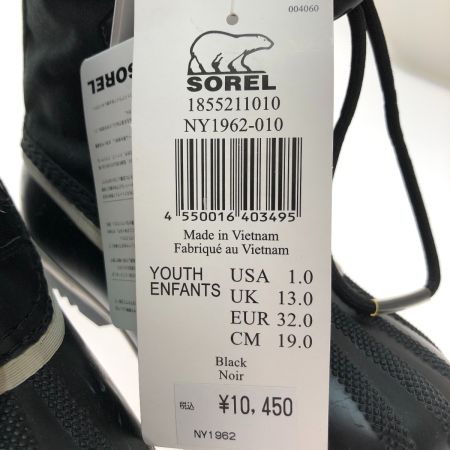 004060
SOREL
SOREL
1855211010
NY1962-010
4 550016 403495
Made in Vietnam
Fabriqué au Vietnam
YOUTH
ENFANTS
USA 1.0
UK 13.0
EUR 32.0
CM 19.0
Black
Noir
税込 ¥10,450
NY1962